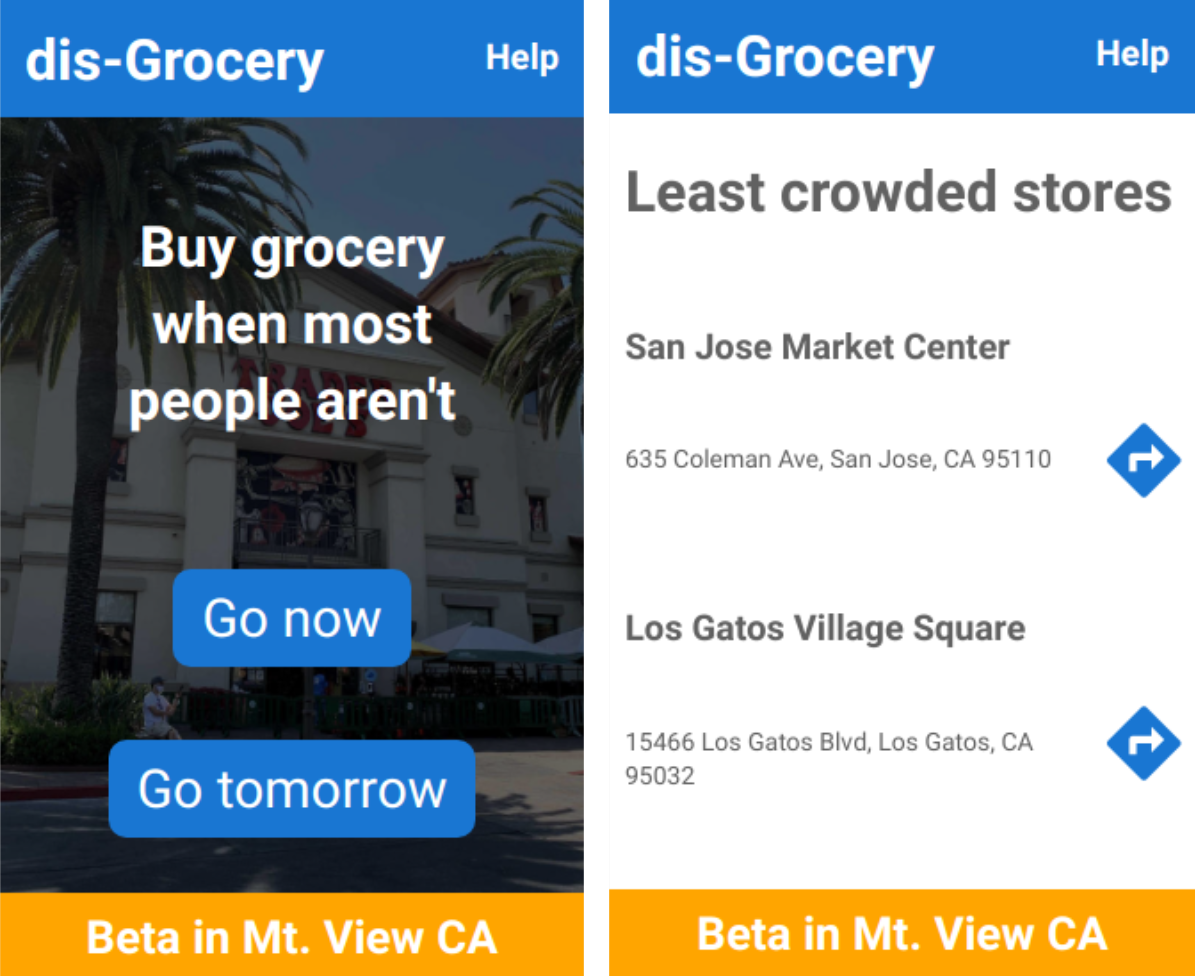 dis-Grocery
Help
Buy grocery
when most
people aren't
TRADER
JOE'S
Go now
Go tomorrow
Beta in Mt. View CA
dis-Grocery
Help
Least crowded stores
San Jose Market Center
635 Coleman Ave, San Jose, CA 95110
Los Gatos Village Square
15466 Los Gatos Blvd, Los Gatos, CA
95032
Beta in Mt. View CA